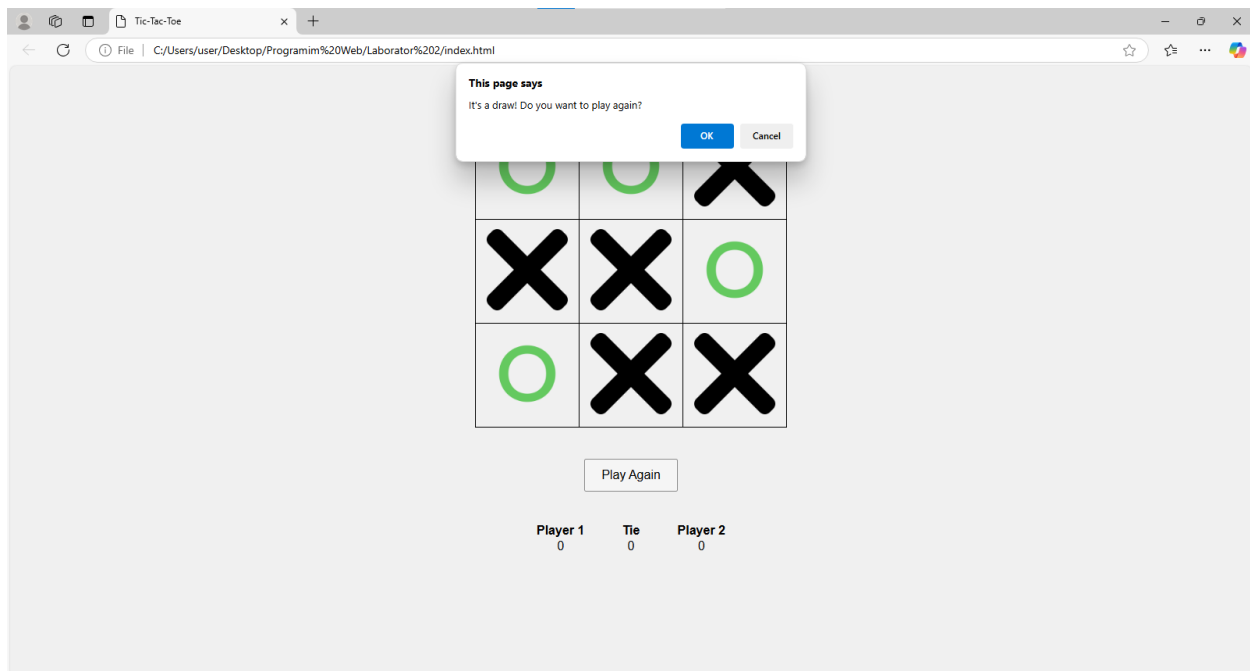 Tic-Tac-Toe
File C:/Users/user/Desktop/Programim%20Web/Laborator%202/index.html
This page says
It's a draw! Do you want to play again?
OK Cancel
Play Again
Player 1 Tie Player 2
0 0 0